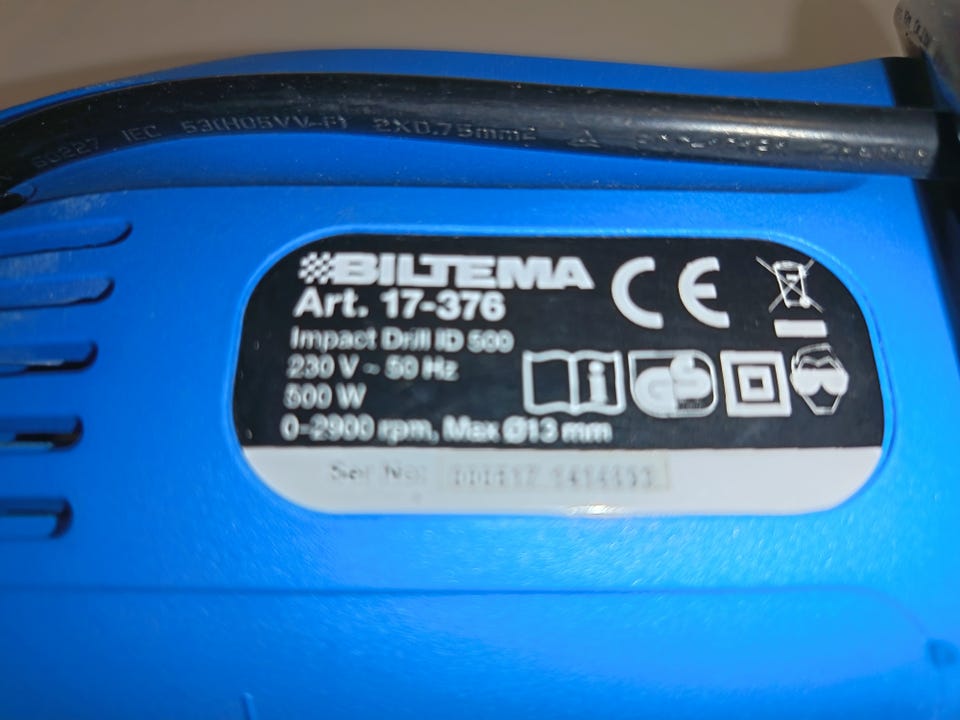 60227 IEC 53(H05VV-F) 2X0.75mm²
BILTEMA
CE
Art. 17-376
Impact Drill ID 500
230 V ~ 50 Hz
500 W
0-2900 rpm, Max Ø13 mm
Ser No: